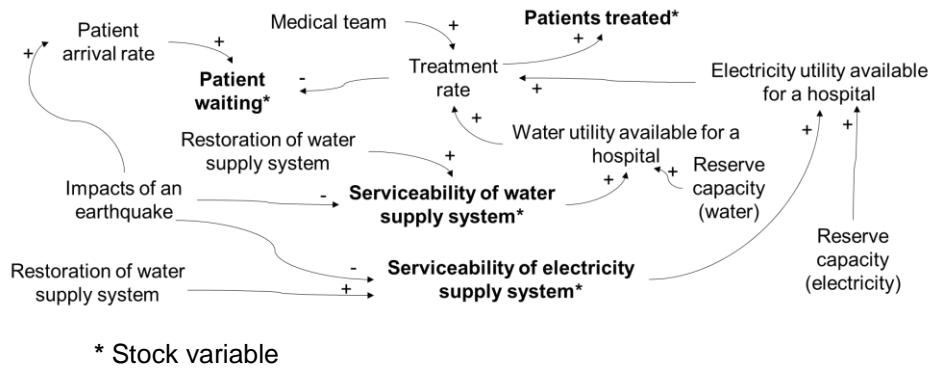 Medical team
Patients treated*
Patient
arrival rate
+
+
+
+
Patient
waiting*
-
Treatment
rate
+
Electricity utility available
for a hospital
+
Restoration of water
supply system
+
Water utility available for a
hospital
+
+
+
+
Reserve
capacity
(water)
Impacts of an
earthquake
-
Serviceability of water
supply system*
Reserve
capacity
(electricity)
Restoration of water
supply system
-
+
Serviceability of electricity
supply system*
* Stock variable